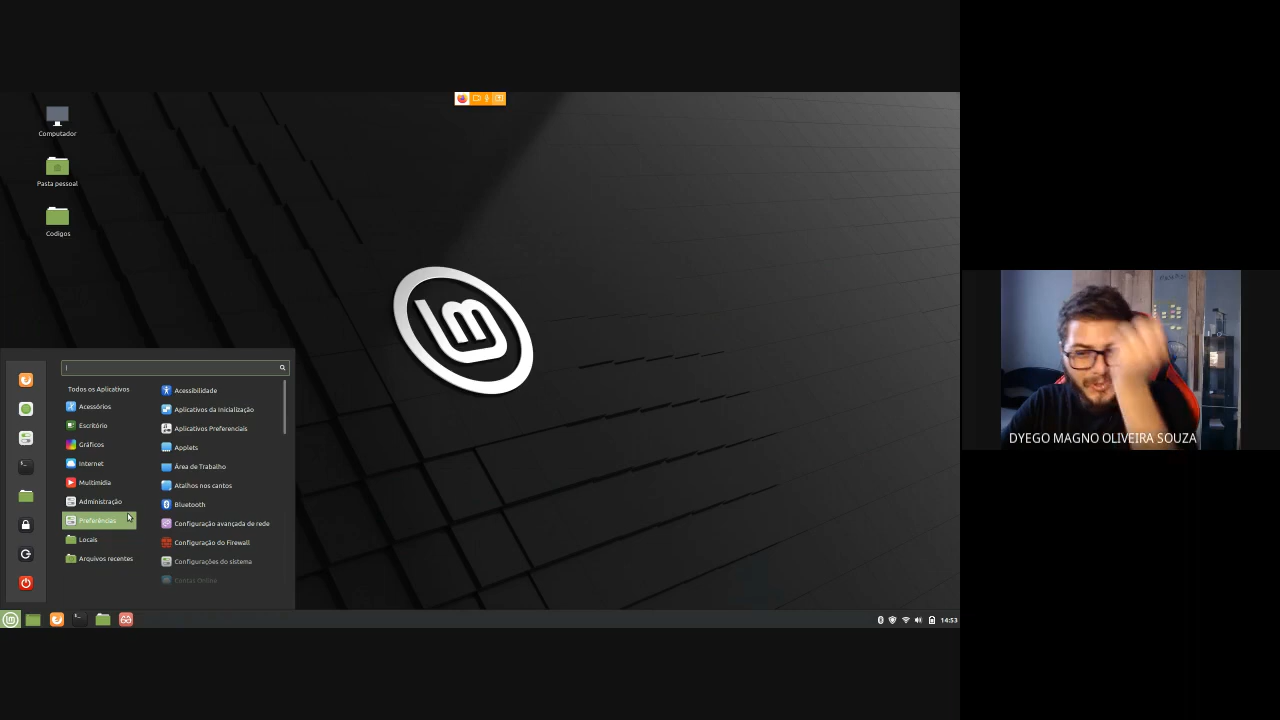 Computador
Pasta pessoal
Codigos
Todos os Aplicativos
Acessórios
Escritório
Gráficos
Internet
Multimídia
Administração
Preferências
Locais
Arquivos recentes
Acessibilidade
Aplicativos da Inicialização
Aplicativos Preferenciais
Applets
Área de Trabalho
Atalhos nos cantos
Bluetooth
Configuração avançada de rede
Configuração do Firewall
Configurações do sistema
Contas Online
14:53
DYEGO MAGNO OLIVEIRA SOUZA